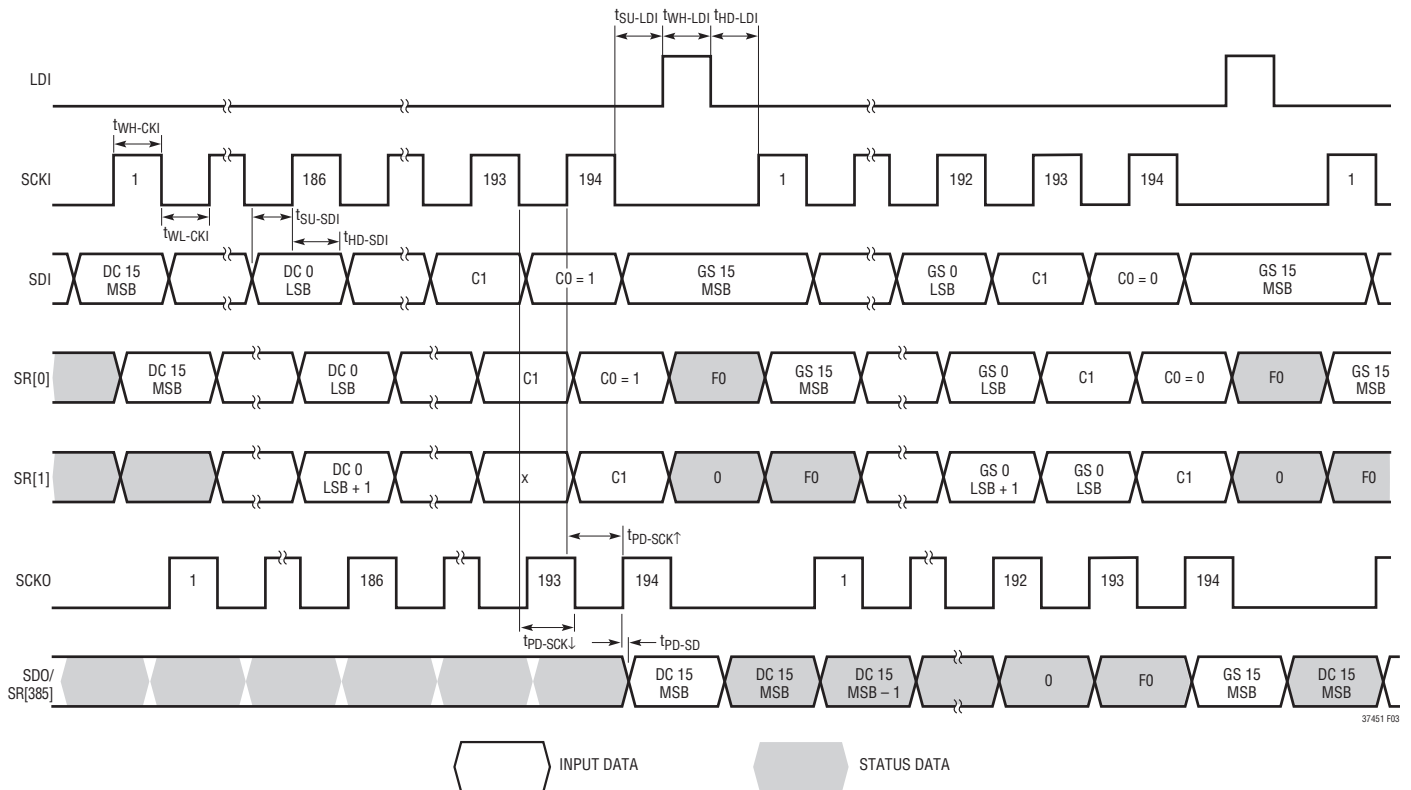 tSU-LDI tWH-LDI tHD-LDI
LDI
tWH-CKI
SCKI 1 186 193 194 1 192 193 194 1
tWL-CKI tSU-SDI tHD-SDI
SDI DC 15 MSB DC 0 LSB C1 C0 = 1 GS 15 MSB GS 0 LSB C1 C0 = 0 GS 15 MSB
SR[0] DC 15 MSB DC 0 LSB C1 C0 = 1 F0 GS 15 MSB GS 0 LSB C1 C0 = 0 F0 GS 15 MSB
SR[1] DC 0 LSB + 1 x C1 0 F0 GS 0 LSB + 1 GS 0 LSB C1 0 F0
tPD-SCK↑
SCKO 1 186 193 194 1 192 193 194
tPD-SCK↓ tPD-SD
SDO/ SR[385] DC 15 MSB DC 15 MSB DC 15 MSB – 1 0 F0 GS 15 MSB DC 15 MSB
37451 F03
INPUT DATA STATUS DATA